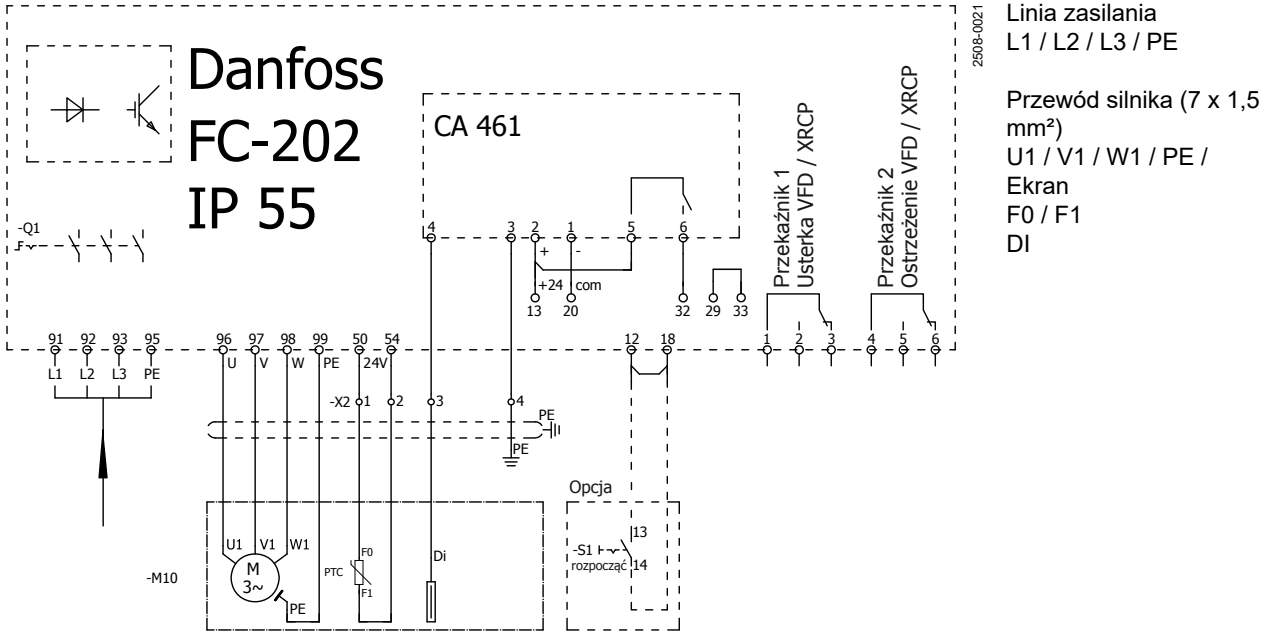 Danfoss
FC-202
IP 55
CA 461
-Q1
4 3 2 1 5 6
+ -
+24 com
13 20 32 29 33
Przekaźnik 1
Usterka VFD / XRCP
Przekaźnik 2
Ostrzeżenie VFD / XRCP
2508-0021
Linia zasilania
L1 / L2 / L3 / PE
Przewód silnika (7 x 1,5
mm²)
U1 / V1 / W1 / PE /
Ekran
F0 / F1
DI
91 92 93 95 96 97 98 99 50 54 12 18 1 2 3 4 5 6
L1 L2 L3 PE U V W PE 24V
-X2 1 2 3 4
PE
PE
Opcja
U1 V1 W1 F0 Di
-M10
M
3~
PTC
F1
PE
13
-S1
rozpocząć 14